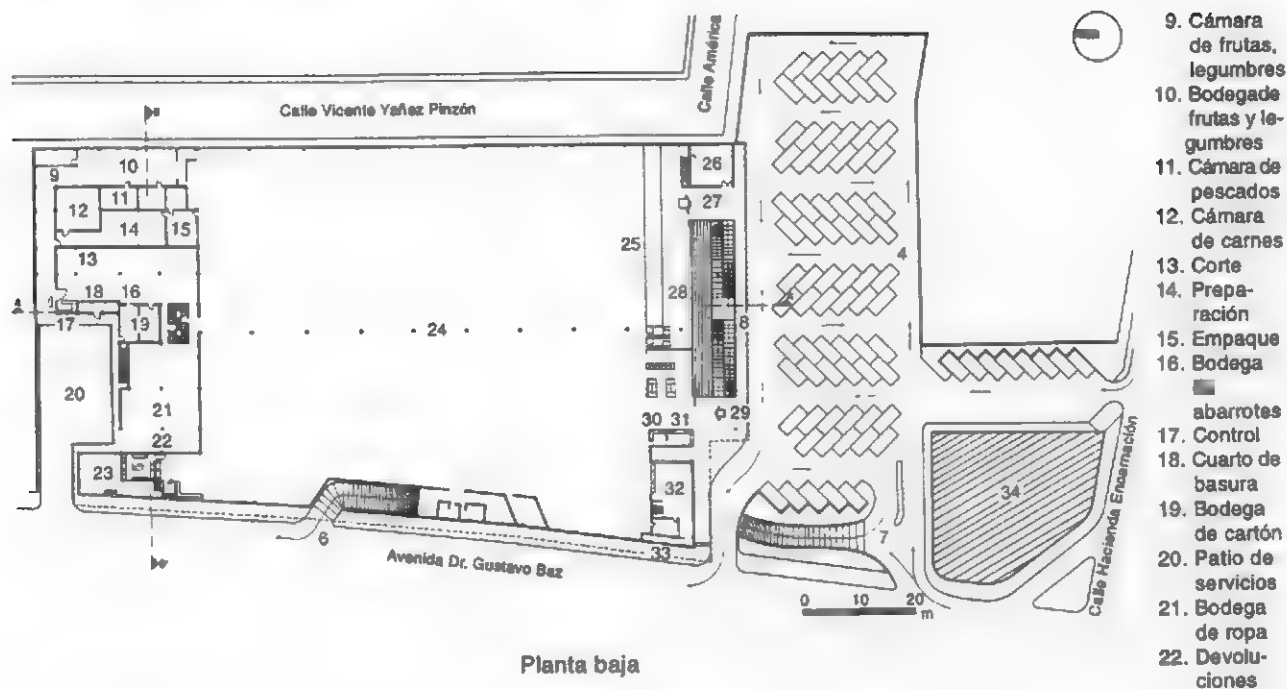 Calle Vicente Yañez Pinzón
Calle América
9. Cámara
de frutas,
legumbres
10. Bodegade
frutas y le-
gumbres
11. Cámara de
pescados
12. Cámara
de carnes
13. Corte
14. Prepa-
ración
15. Empaque
16. Bodega
abarrotes
17. Control
18. Cuarto de
basura
19. Bodega
de cartón
20. Patio de
servicios
21. Bodega
de ropa
22. Devolu-
ciones
9
10
11
12
13
14
15
16
17
18
19
20
21
22
23
24
25
26
27
28
8
29
30
31
32
33
4
6
7
34
Avenida Dr. Gustavo Baz
Calle Hacienda Encarnación
0 10 20
m
Planta baja